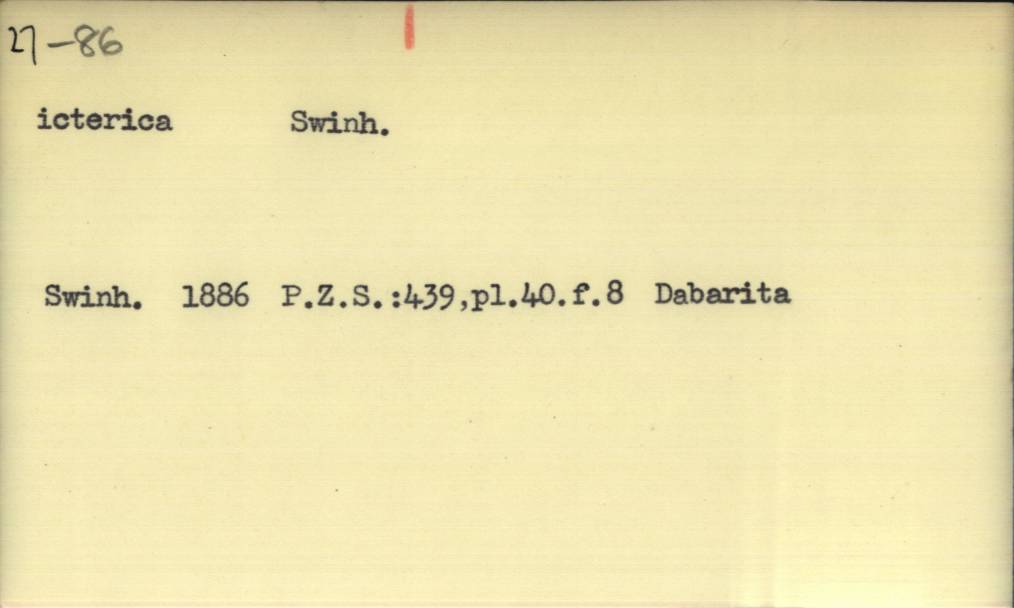 27-86
icterica Swinh.
Swinh. 1886 P.Z.S.:439,pl.40.f.8 Dabarita